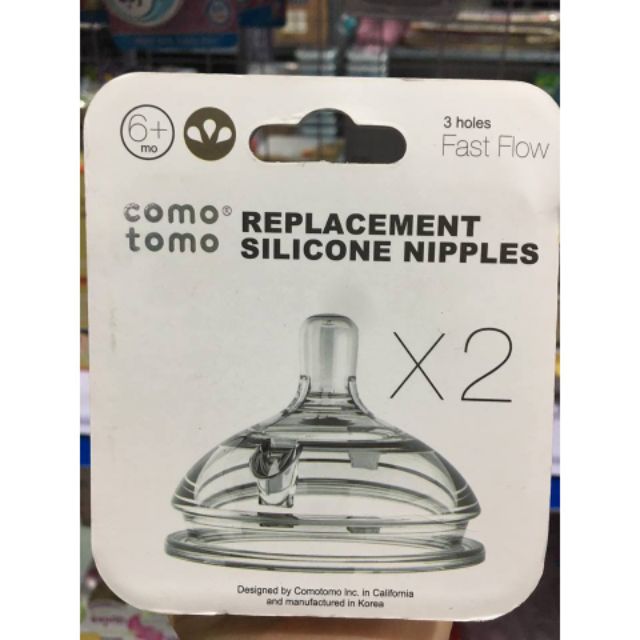 6+
mo
3 holes
Fast Flow
como®
tomo
REPLACEMENT
SILICONE NIPPLES
X2
Designed by Comotomo Inc. in California
and manufactured in Korea